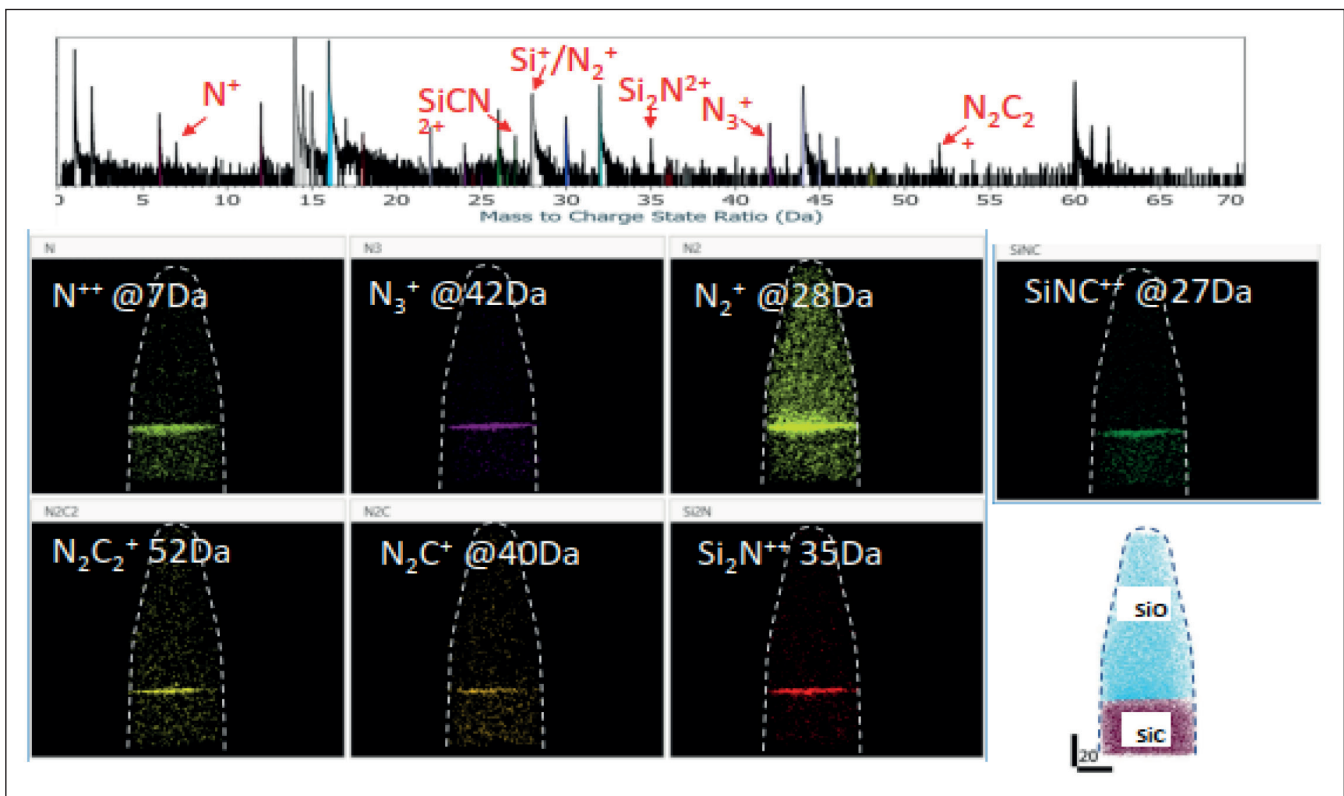 N⁺
SiCN
2+
Si⁺/N₂⁺
Si₂N²⁺
N₃⁺
N₂C₂
+
0 5 10 15 20 25 30 35 40 45 50 55 60 65 70
Mass to Charge State Ratio (Da)
N
N3
N2
SiNC
N⁺⁺ @7Da
N₃⁺ @42Da
N₂⁺ @28Da
SiNC⁺⁺ @27Da
N2C2
N2C
Si2N
N₂C₂⁺ 52Da
N₂C⁺ @40Da
Si₂N⁺⁺ 35Da
SiO
SiC
20